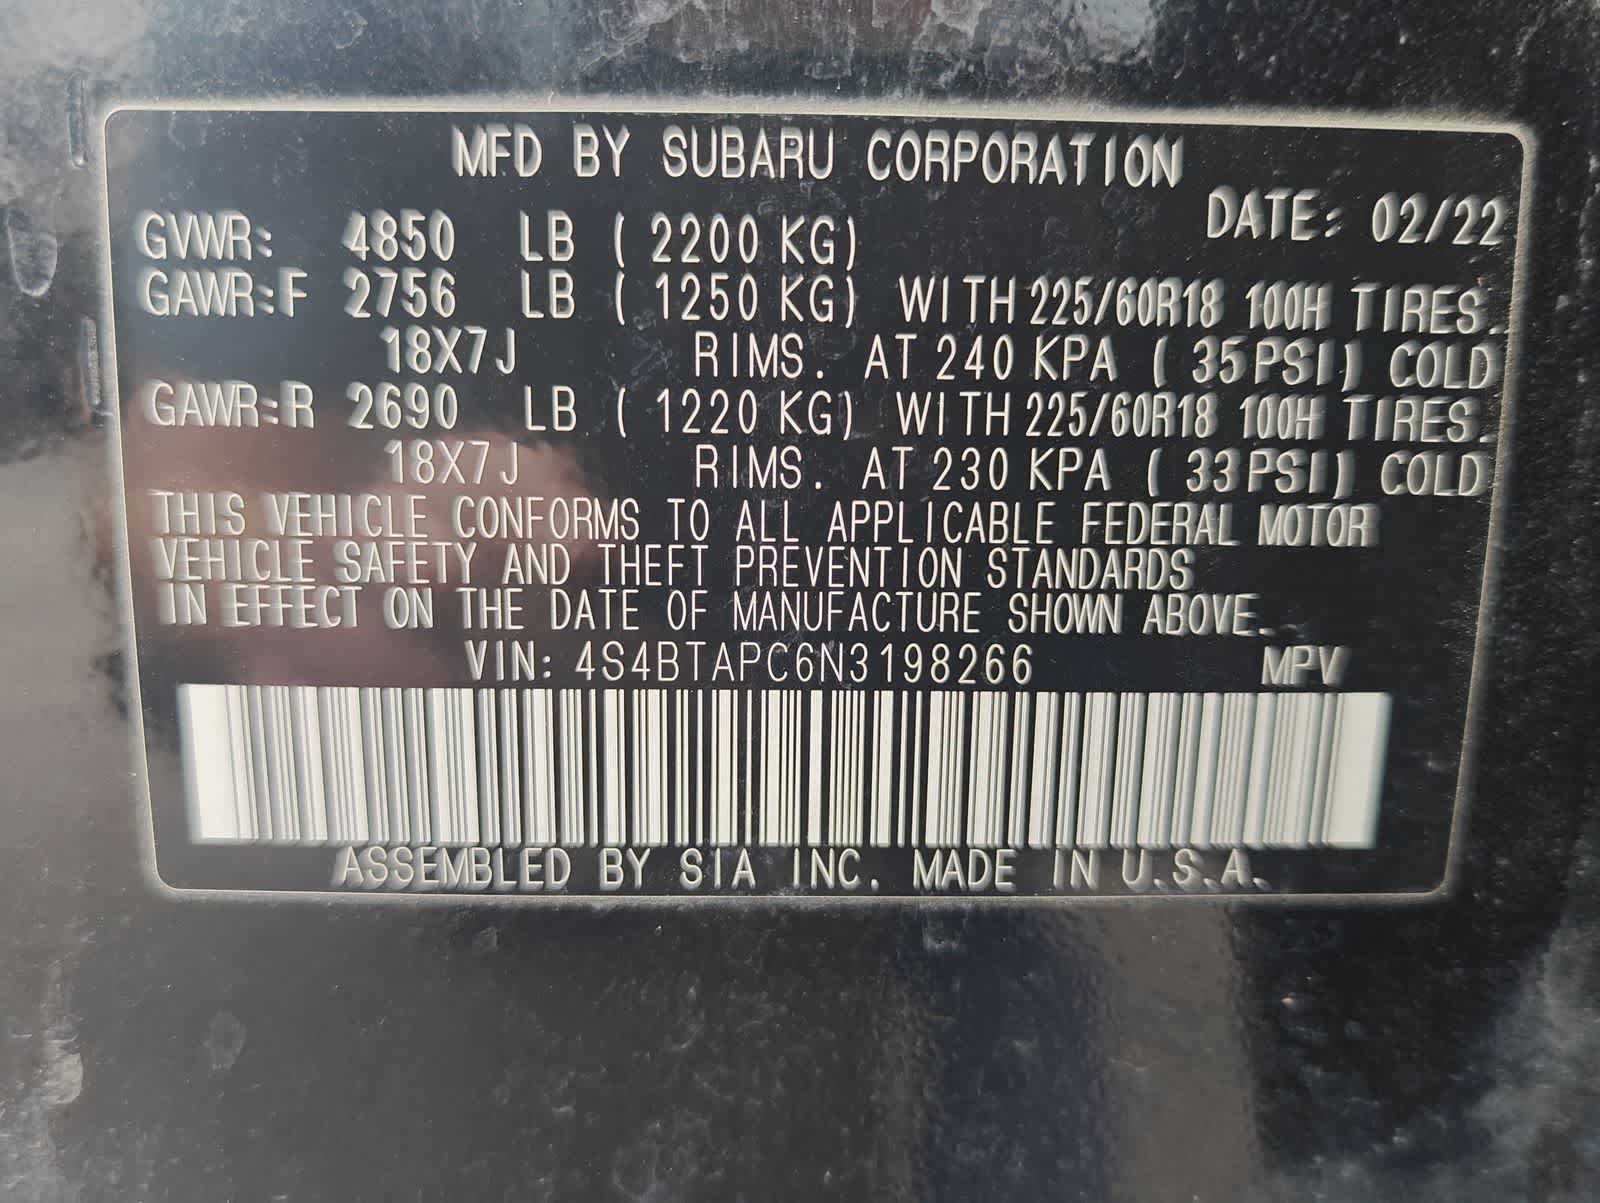 MFD BY SUBARU CORPORATION
DATE: 02/22
GVWR: 4850 LB ( 2200 KG)
GAWR:F 2756 LB ( 1250 KG) WITH 225/60R18 100H TIRES.
18X7J RIMS. AT 240 KPA ( 35PSI) COLD
GAWR:R 2690 LB ( 1220 KG) WITH 225/60R18 100H TIRES.
18X7J RIMS. AT 230 KPA ( 33PSI) COLD
THIS VEHICLE CONFORMS TO ALL APPLICABLE FEDERAL MOTOR
VEHICLE SAFETY AND THEFT PREVENTION STANDARDS
IN EFFECT ON THE DATE OF MANUFACTURE SHOWN ABOVE.
VIN: 4S4BTAPC6N3198266 MPV
ASSEMBLED BY SIA INC. MADE IN U.S.A.